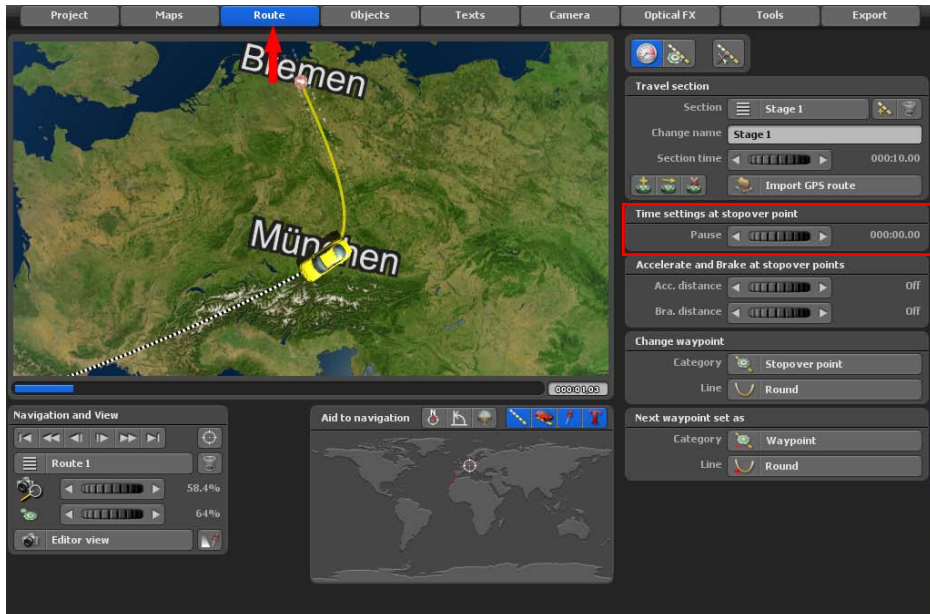 Project Maps Route Objects Texts Camera Optical FX Tools Export
Bremen
München
000:01,03
Travel section
Section Stage 1
Change name Stage 1
Section time 000:10.00
Import GPS route
Time settings at stopover point
Pause 000:00.00
Accelerate and Brake at stopover points
Acc. distance Off
Bra. distance Off
Change waypoint
Category Stopover point
Line Round
Next waypoint set as
Category Waypoint
Line Round
Navigation and View
Route 1
58.4%
64%
Editor view
Aid to navigation